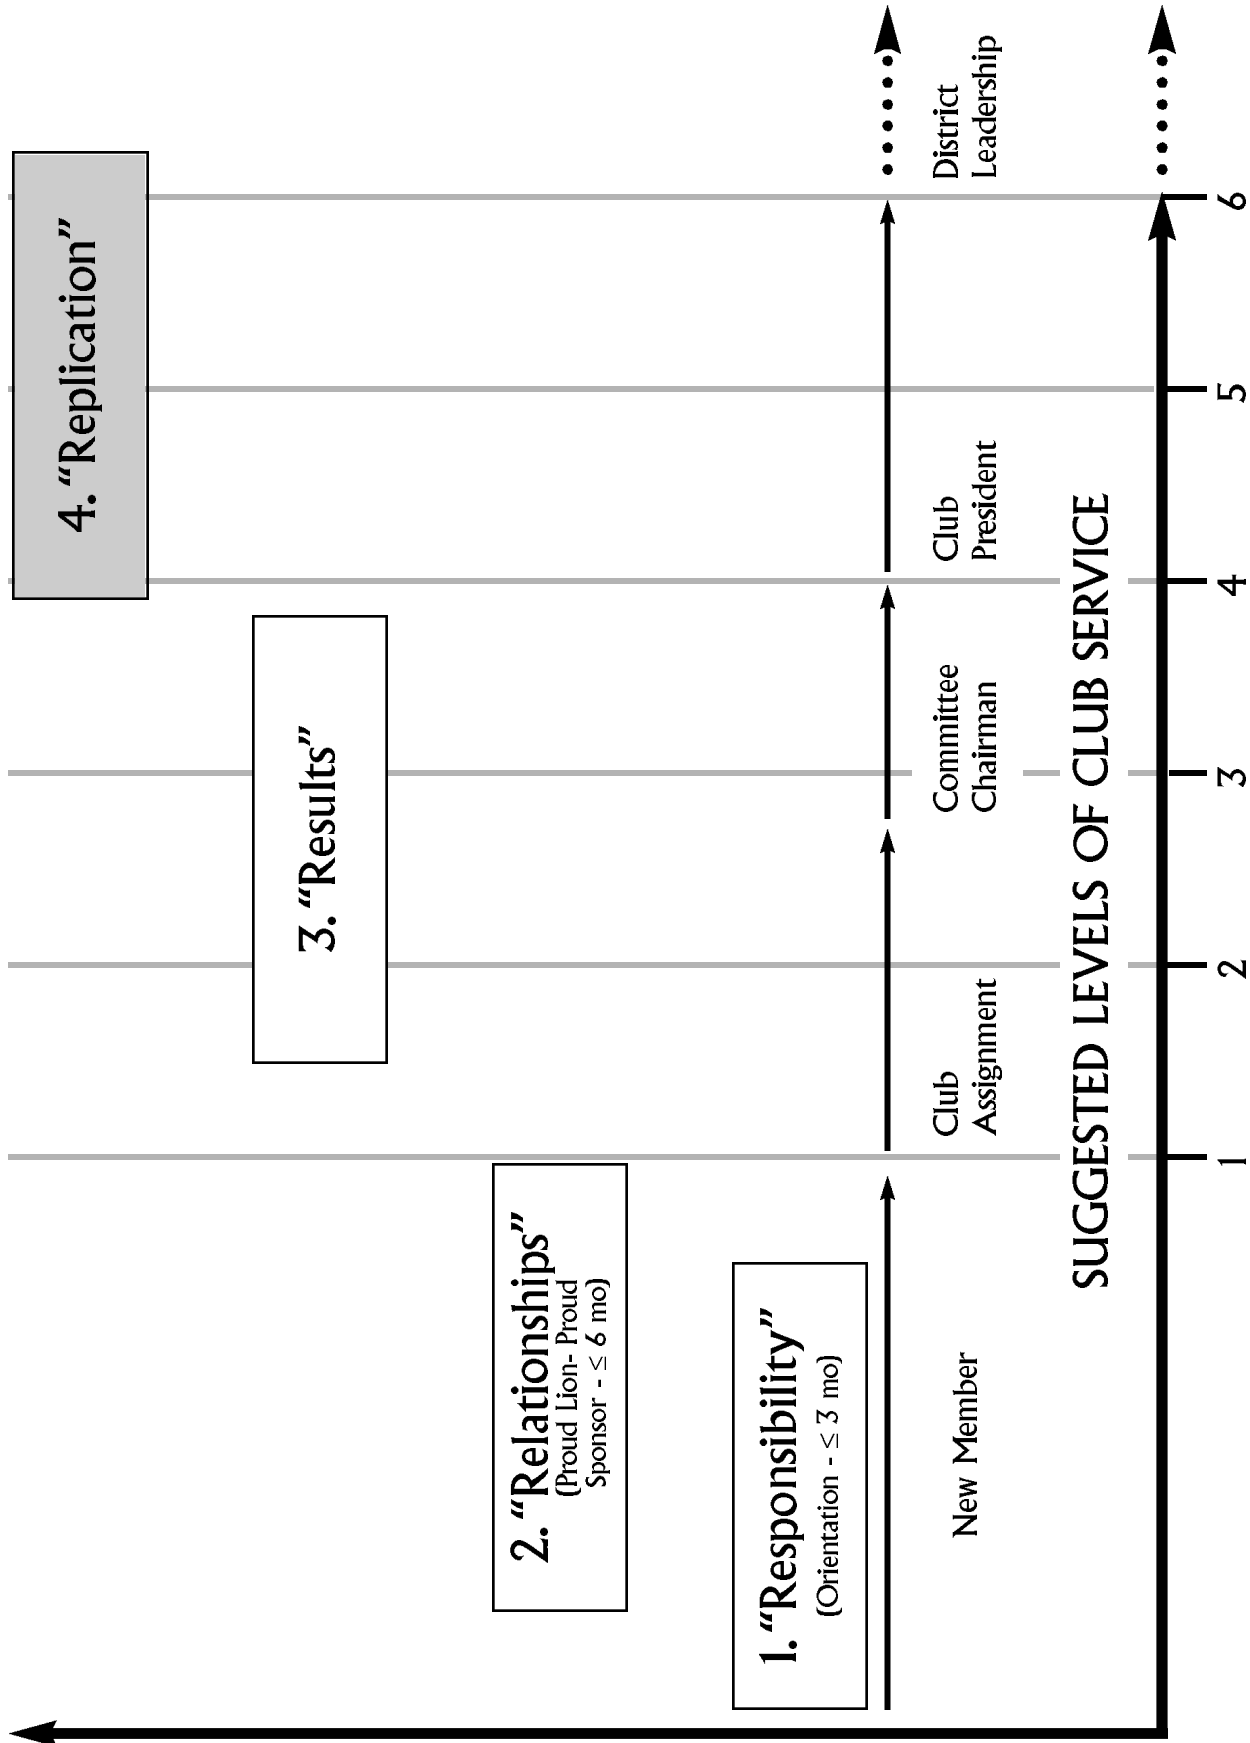 4. “Replication”
3. “Results”
2. “Relationships”
(Proud Lion- Proud
Sponsor - ≤ 6 mo)
1. “Responsibility”
(Orientation - ≤ 3 mo)
New Member
Club
Assignment
Committee
Chairman
Club
President
District
Leadership
SUGGESTED LEVELS OF CLUB SERVICE
1
2
3
4
5
6